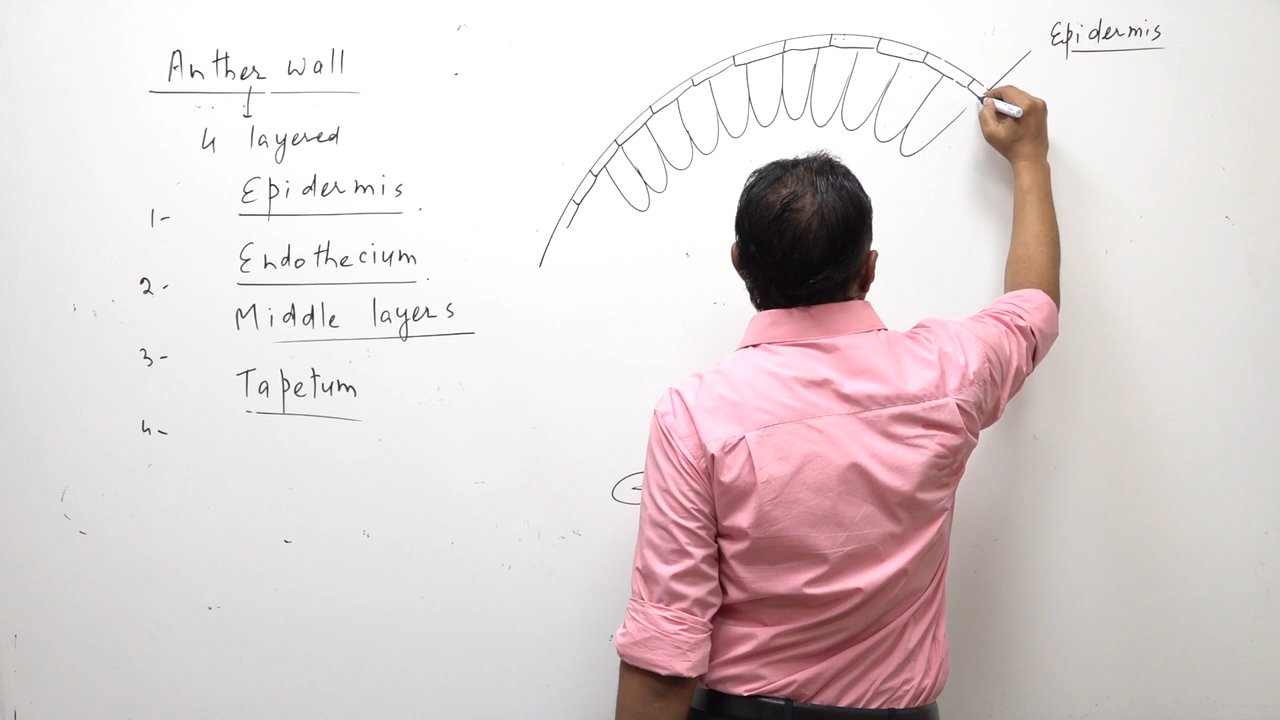 Anther wall
4 layered
1- Epidermis
2- Endothecium
3- Middle layers
4- Tapetum
Epidermis